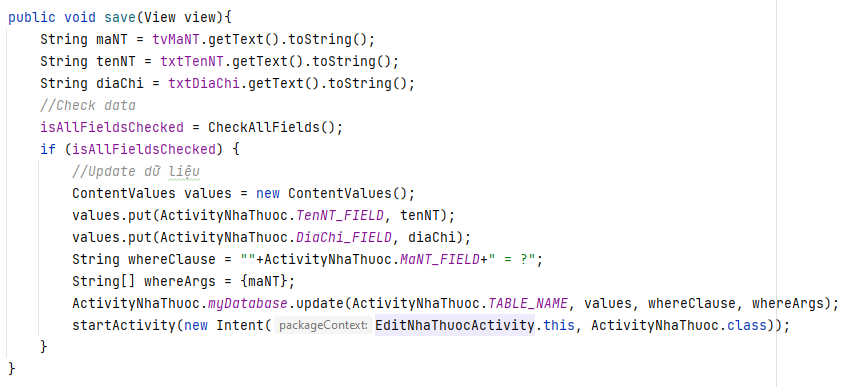 public void save(View view){
    String maNT = tvMaNT.getText().toString();
    String tenNT = txtTenNT.getText().toString();
    String diaChi = txtDiaChi.getText().toString();
    //Check data
    isAllFieldsChecked = CheckAllFields();
    if (isAllFieldsChecked) {
        //Update dữ liệu
        ContentValues values = new ContentValues();
        values.put(ActivityNhaThuoc.TenNT_FIELD, tenNT);
        values.put(ActivityNhaThuoc.DiaChi_FIELD, diaChi);
        String whereClause = ""+ActivityNhaThuoc.MaNT_FIELD+" = ?";
        String[] whereArgs = {maNT};
        ActivityNhaThuoc.myDatabase.update(ActivityNhaThuoc.TABLE_NAME, values, whereClause, whereArgs);
        startActivity(new Intent( packageContext: EditNhaThuocActivity.this, ActivityNhaThuoc.class));
    }
}